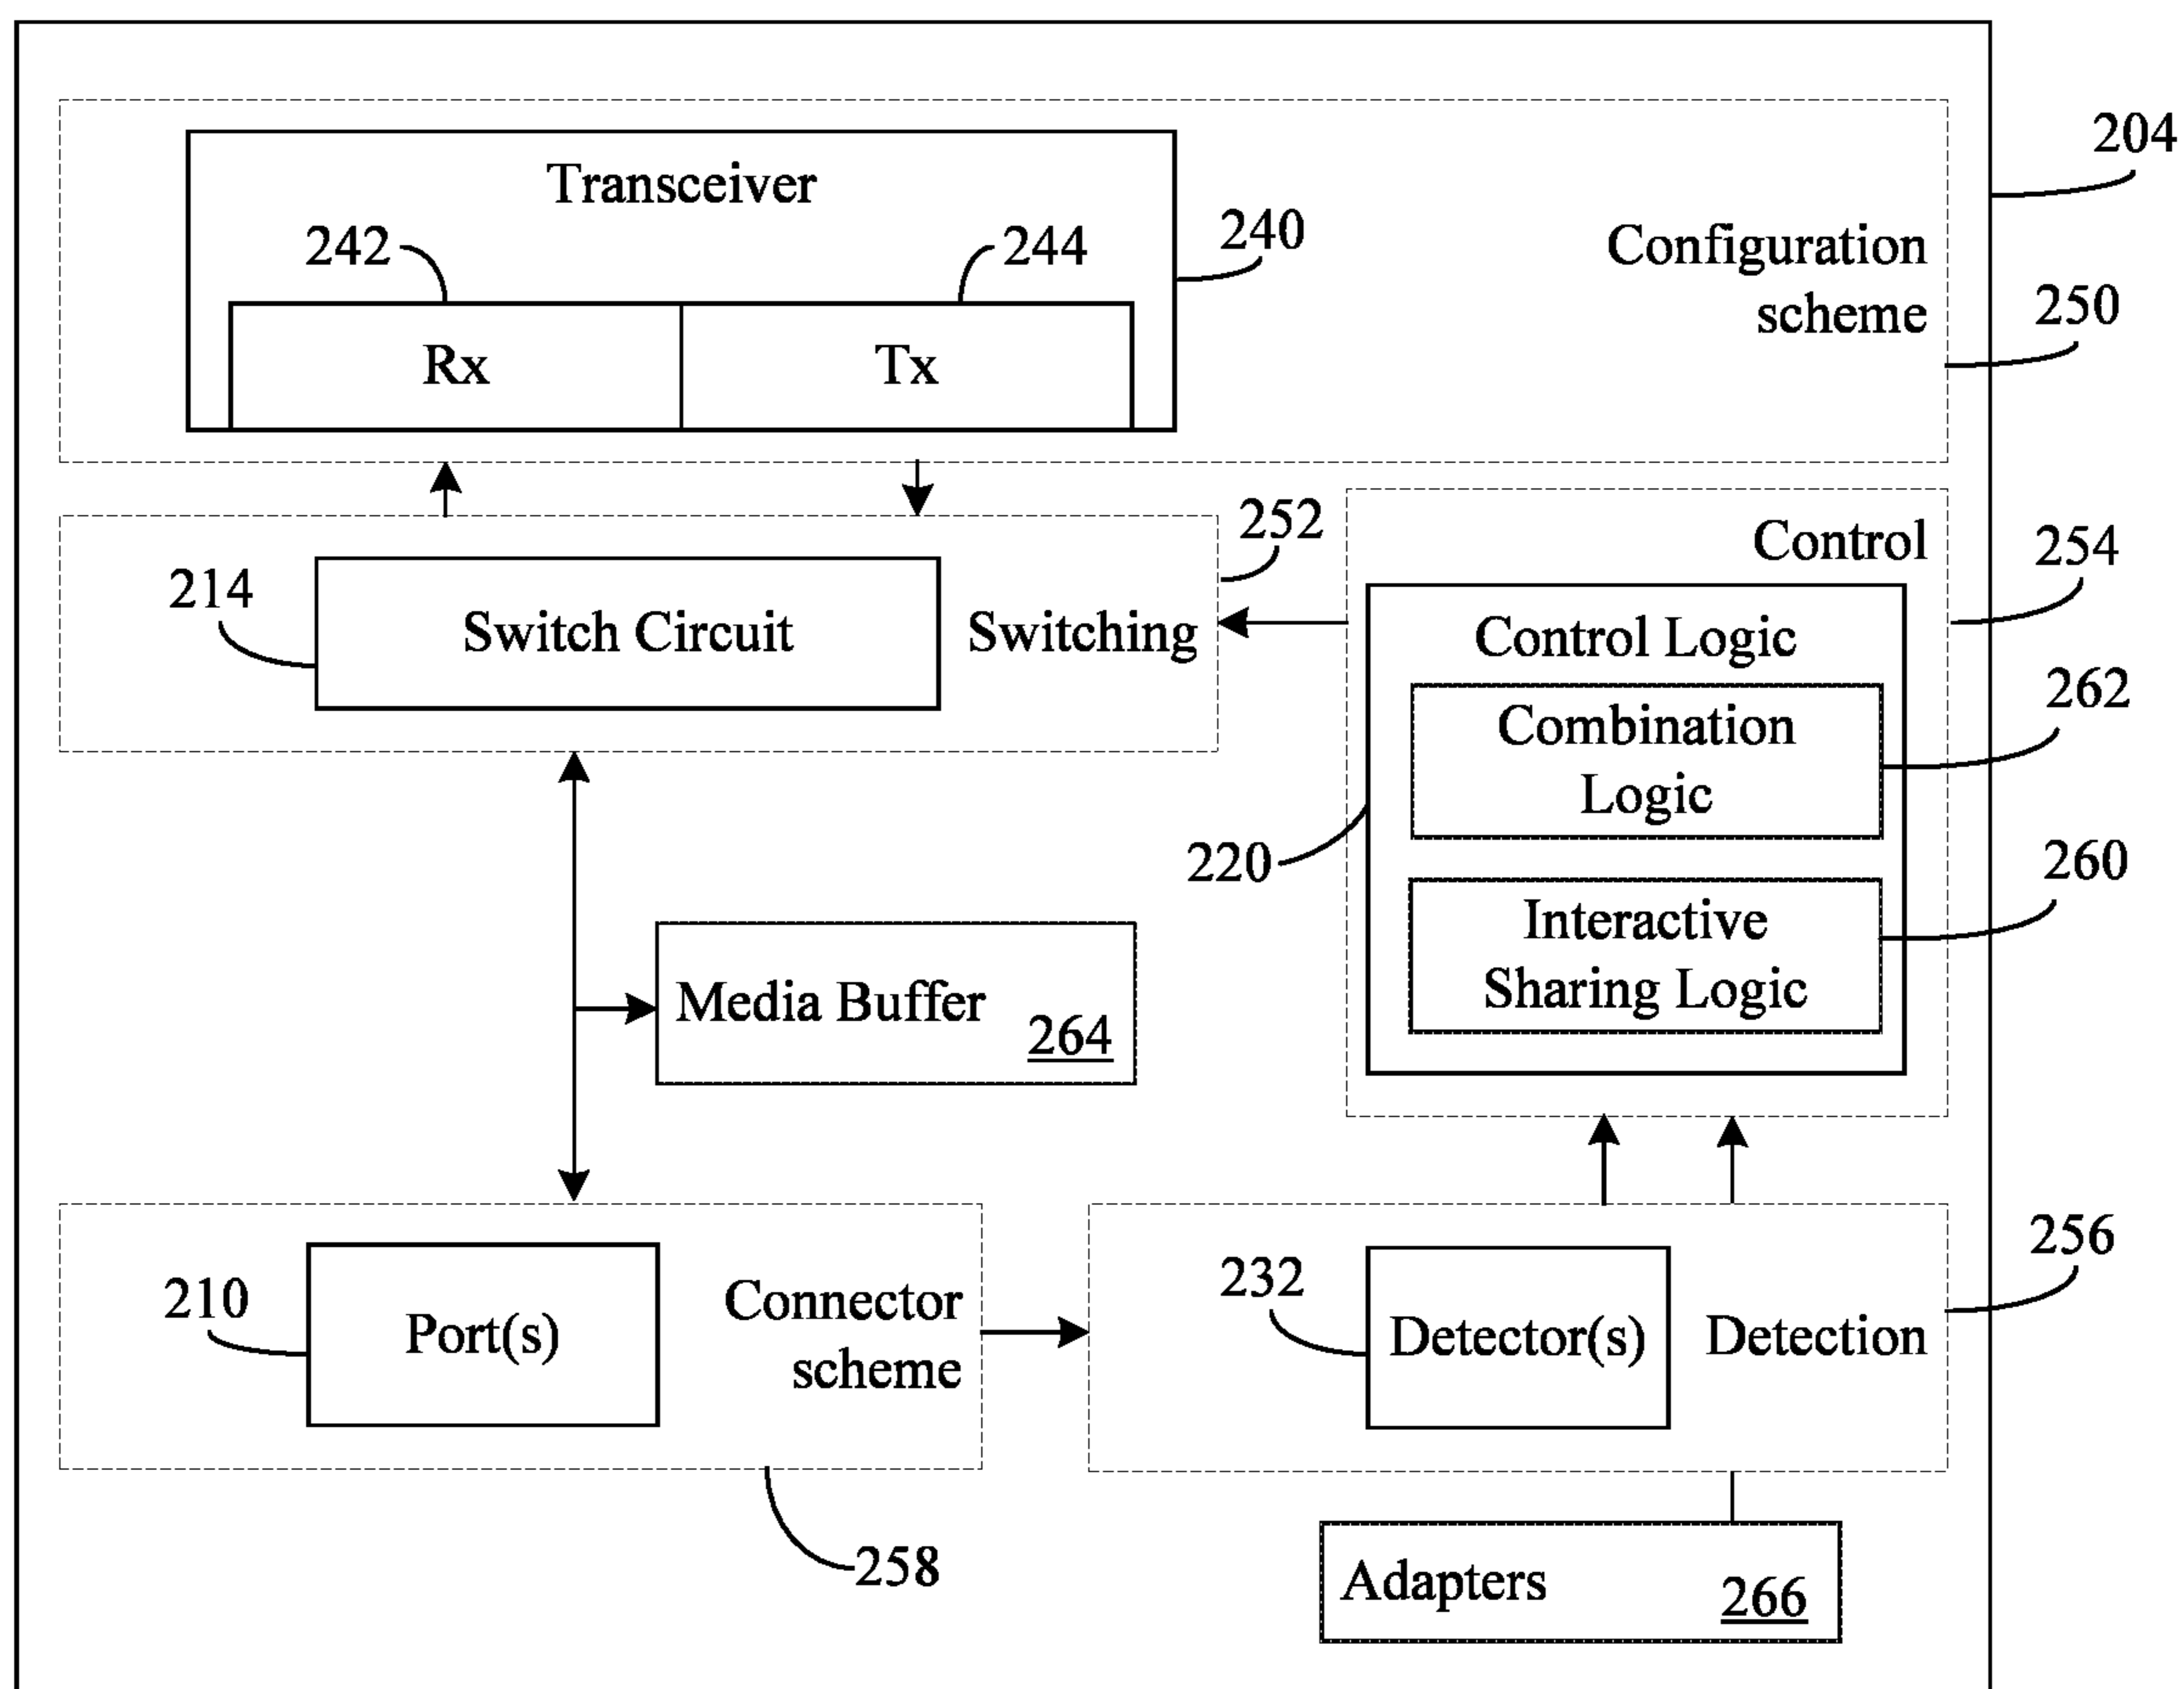 204
Transceiver
240
242
244
Configuration
scheme
250
Rx
Tx
252
Control
254
214
Switch Circuit
Switching
Control Logic
262
Combination
Logic
220
260
Interactive
Sharing Logic
Media Buffer
264
256
210
Port(s)
Connector
scheme
232
Detector(s)
Detection
258
Adapters
266